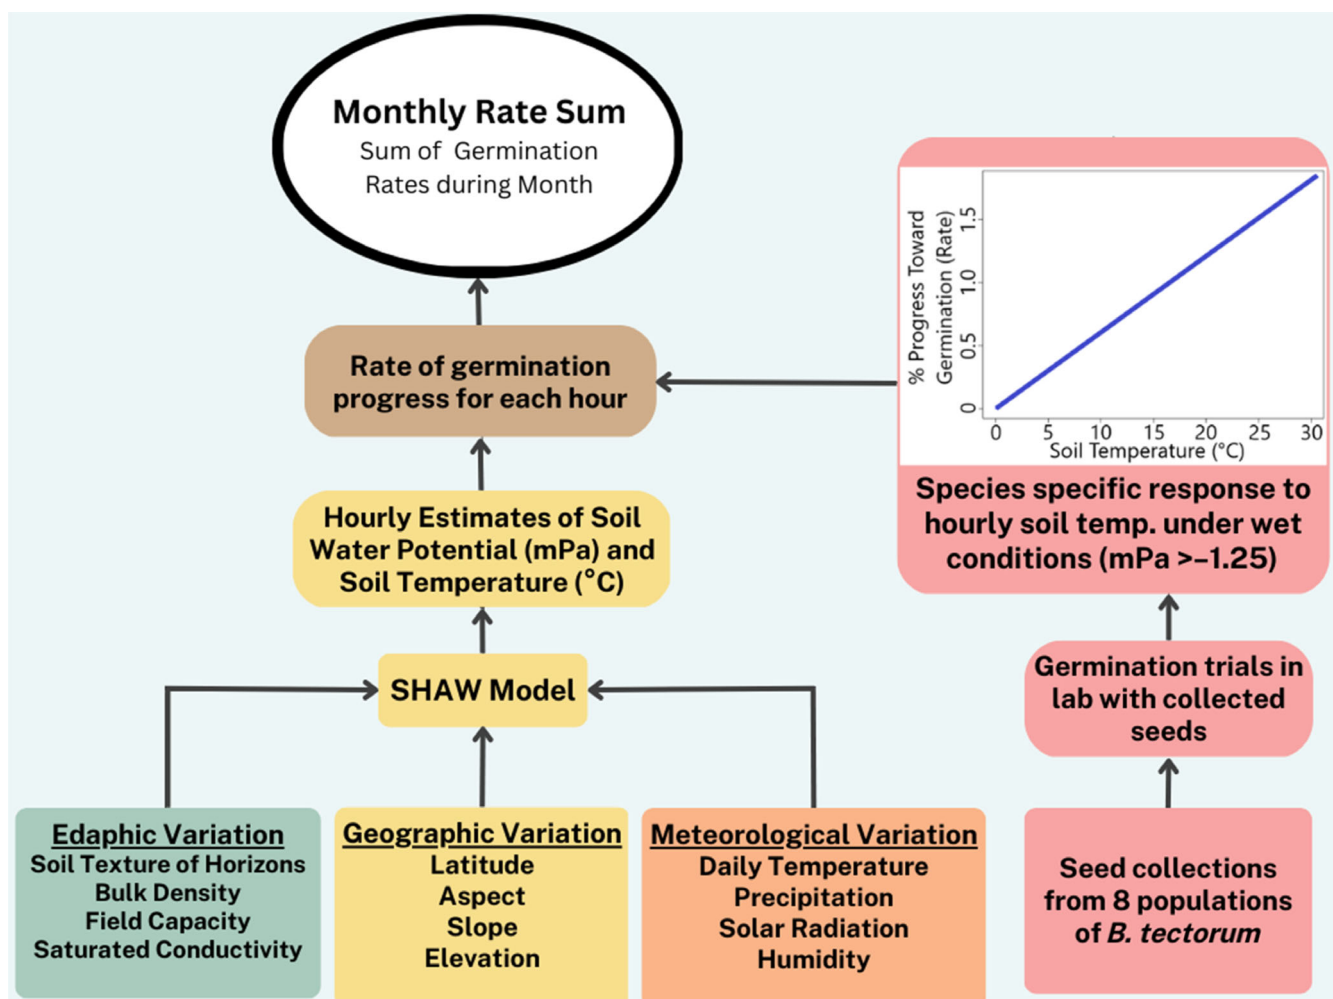 Monthly Rate Sum
Sum of  Germination
Rates during Month
% Progress Toward
Germination (Rate)
1.5
1.0
0.5
0
0 5 10 15 20 25 30
Soil Temperature (°C)
Species specific response to
hourly soil temp. under wet
conditions (mPa >−1.25)
Rate of germination
progress for each hour
Hourly Estimates of Soil
Water Potential (mPa) and
Soil Temperature (°C)
SHAW Model
Germination trials in
lab with collected
seeds
Edaphic Variation
Soil Texture of Horizons
Bulk Density
Field Capacity
Saturated Conductivity
Geographic Variation
Latitude
Aspect
Slope
Elevation
Meteorological Variation
Daily Temperature
Precipitation
Solar Radiation
Humidity
Seed collections
from 8 populations
of B. tectorum